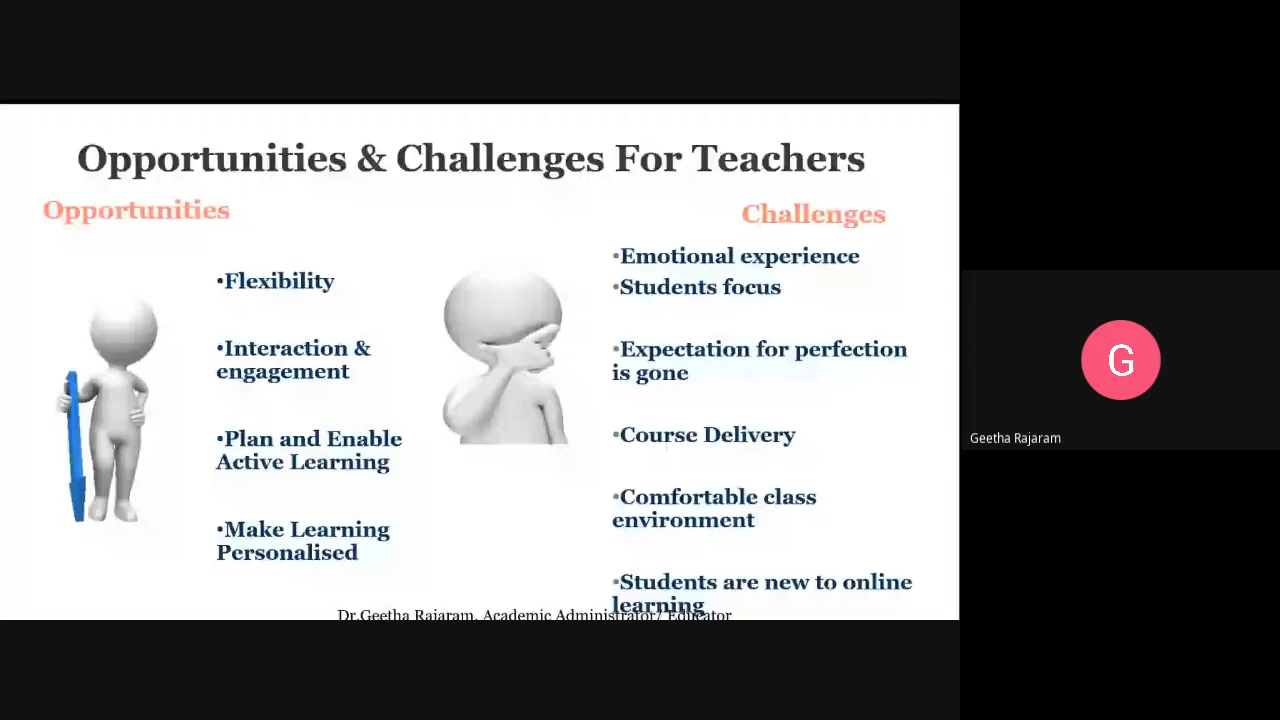 Opportunities & Challenges For Teachers
Opportunities
•Flexibility
•Interaction &
engagement
•Plan and Enable
Active Learning
•Make Learning
Personalised
Challenges
•Emotional experience
•Students focus
•Expectation for perfection
is gone
•Course Delivery
•Comfortable class
environment
•Students are new to online
learning
Dr.Geetha Rajaram, Academic Administrator/ Educator
G
Geetha Rajaram